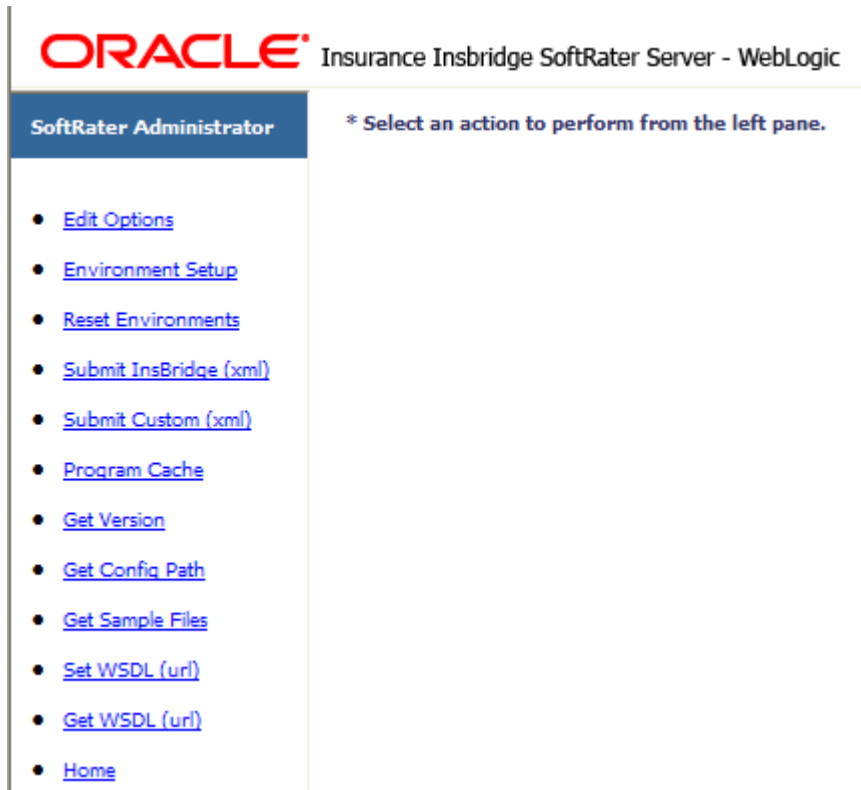 ORACLE Insurance Insbridge SoftRater Server - WebLogic
SoftRater Administrator
* Select an action to perform from the left pane.
Edit Options
Environment Setup
Reset Environments
Submit InsBridge (xml)
Submit Custom (xml)
Program Cache
Get Version
Get Config Path
Get Sample Files
Set WSDL (url)
Get WSDL (url)
Home